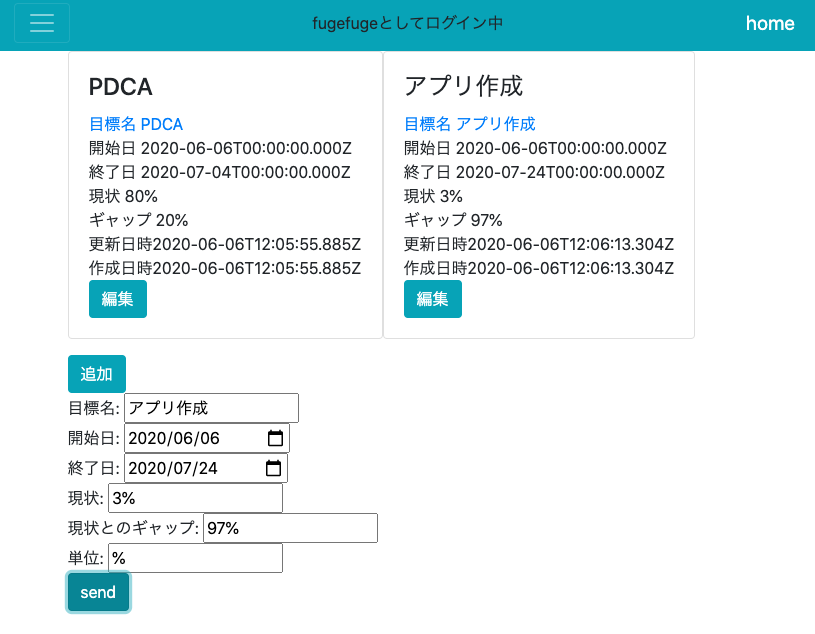 fugefugeとしてログイン中
home
PDCA
目標名 PDCA
開始日 2020-06-06T00:00:00.000Z
終了日 2020-07-04T00:00:00.000Z
現状 80%
ギャップ 20%
更新日時2020-06-06T12:05:55.885Z
作成日時2020-06-06T12:05:55.885Z
編集
アプリ作成
目標名 アプリ作成
開始日 2020-06-06T00:00:00.000Z
終了日 2020-07-24T00:00:00.000Z
現状 3%
ギャップ 97%
更新日時2020-06-06T12:06:13.304Z
作成日時2020-06-06T12:06:13.304Z
編集
追加
目標名: アプリ作成
開始日: 2020/06/06
終了日: 2020/07/24
現状: 3%
現状とのギャップ: 97%
単位: %
send